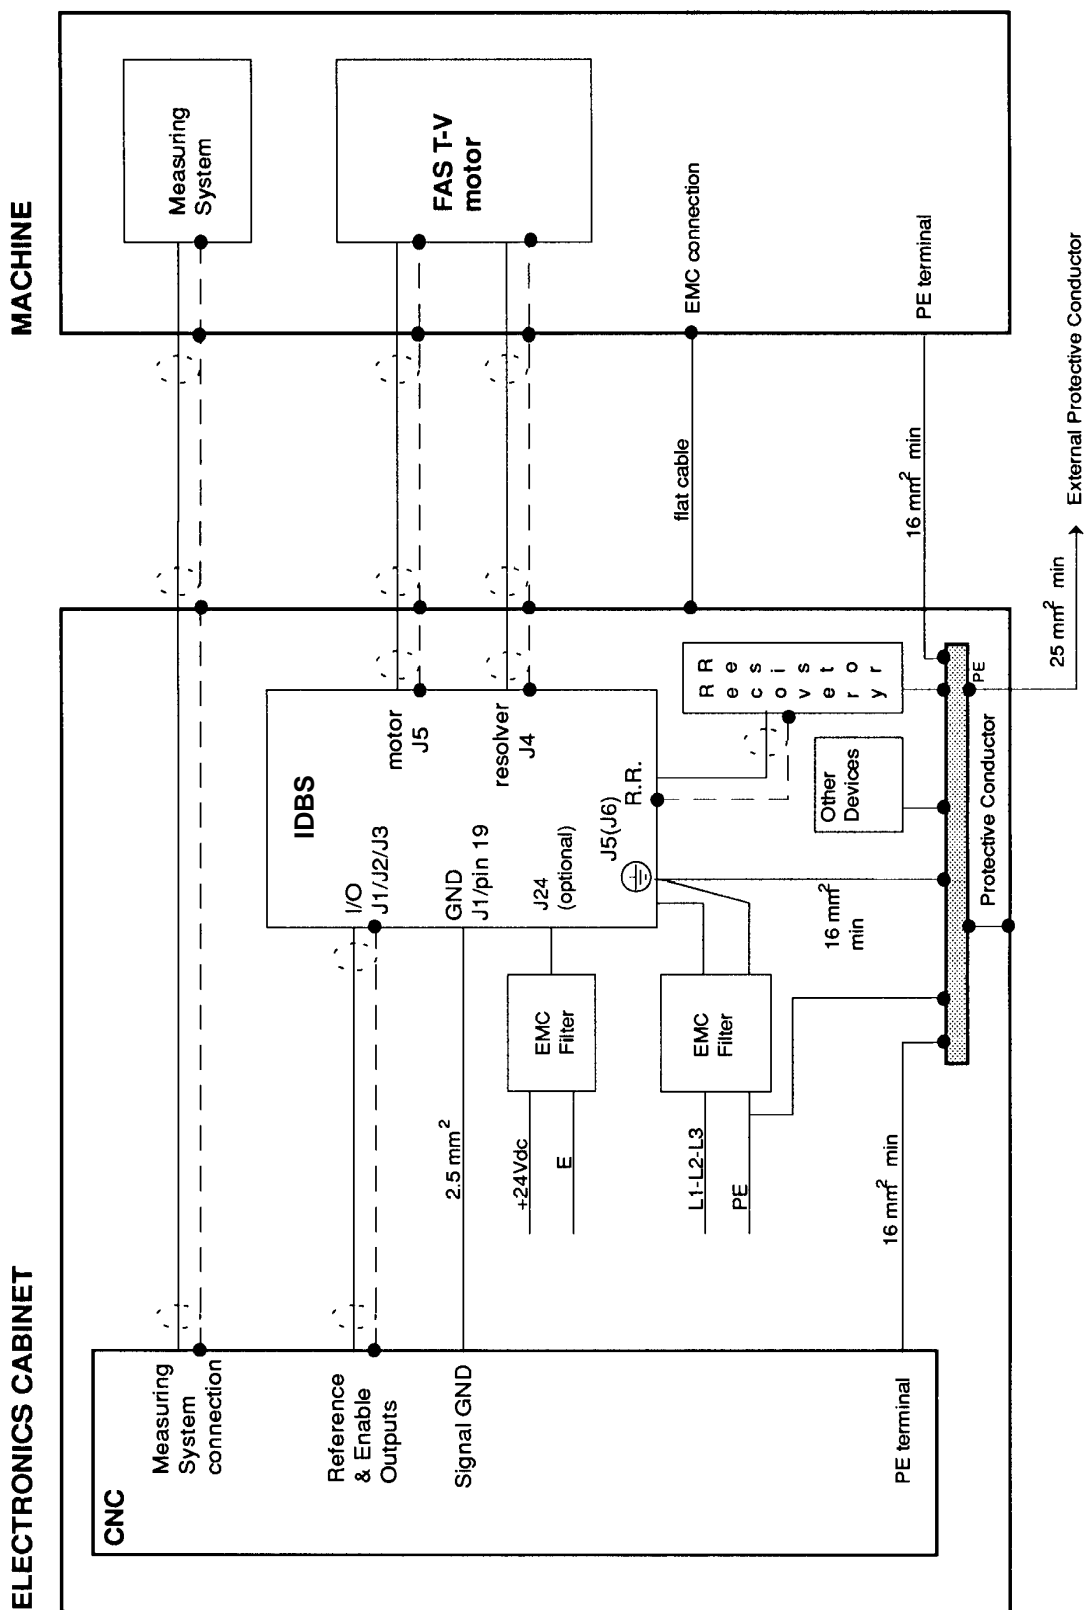 ELECTRONICS CABINET
MACHINE
CNC
Measuring
System
connection
Reference
& Enable
Outputs
Signal GND
PE terminal
2.5 mm²
+24Vdc
E
L1-L2-L3
PE
16 mm² min
EMC
Filter
EMC
Filter
IDBS
I/O
J1/J2/J3
GND
J1/pin 19
J24
(optional)
motor
J5
resolver
J4
J5(J6)
R.R.
16 mm²
min
Other
Devices
Recovery
Resistor
Protective Conductor
PE
25 mm² min
External Protective Conductor
flat cable
16 mm² min
Measuring
System
FAS T-V
motor
EMC connection
PE terminal